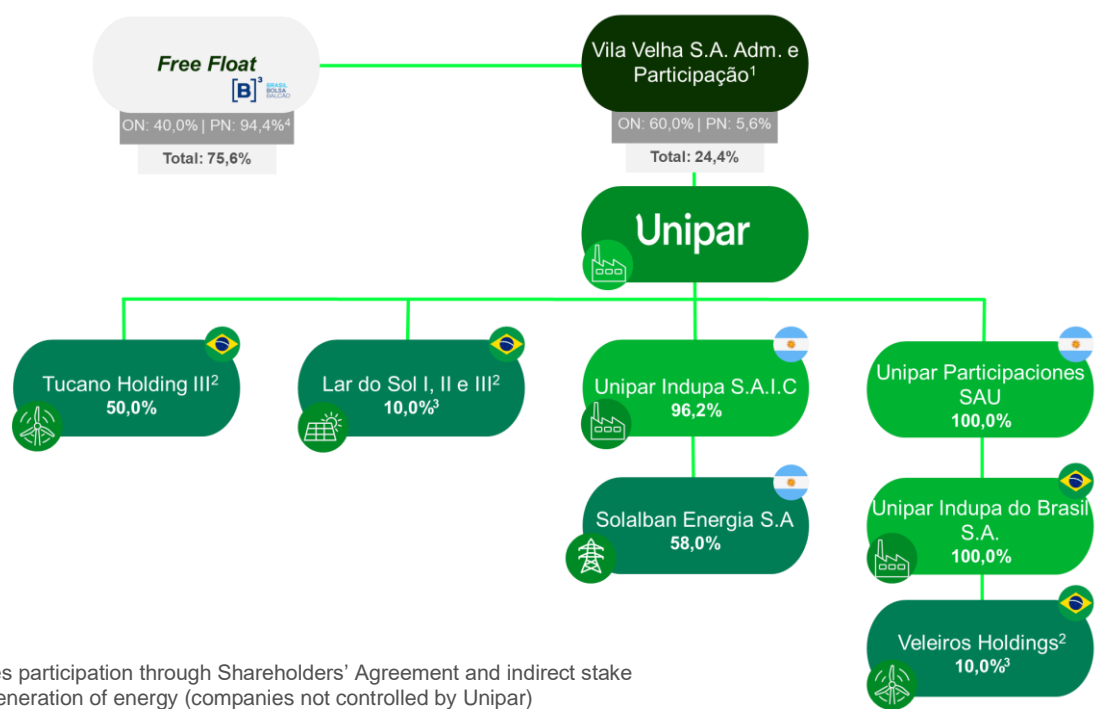 Free Float
[B]³ BRASIL
BOLSA
BALCÃO
ON: 40,0% | PN: 94,4%⁴
Total: 75,6%
Vila Velha S.A. Adm. e
Participação¹
ON: 60,0% | PN: 5,6%
Total: 24,4%
Unipar
Tucano Holding III²
50,0%
Lar do Sol I, II e III²
10,0%³
Unipar Indupa S.A.I.C
96,2%
Unipar Participaciones
SAU
100,0%
Solalban Energia S.A
58,0%
Unipar Indupa do Brasil
S.A.
100,0%
Veleiros Holdings²
10,0%³
es participation through Shareholders' Agreement and indirect stake
eneration of energy (companies not controlled by Unipar)